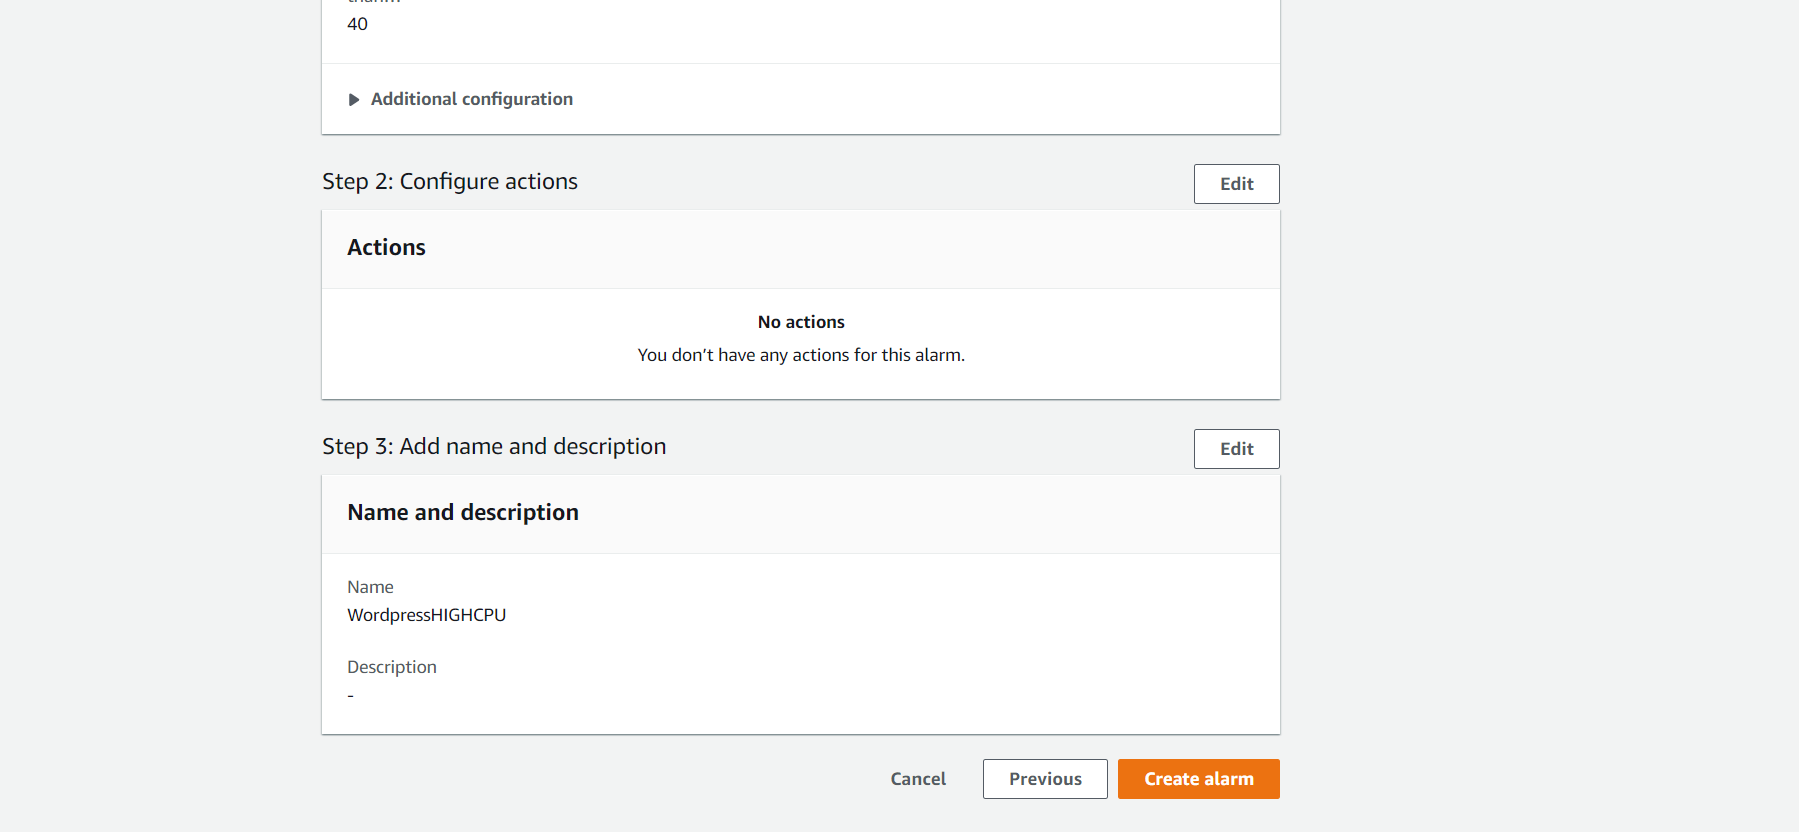 40
Additional configuration
Step 2: Configure actions
Edit
Actions
No actions
You don't have any actions for this alarm.
Step 3: Add name and description
Edit
Name and description
Name
WordpressHIGHCPU
Description
-
Cancel
Previous
Create alarm